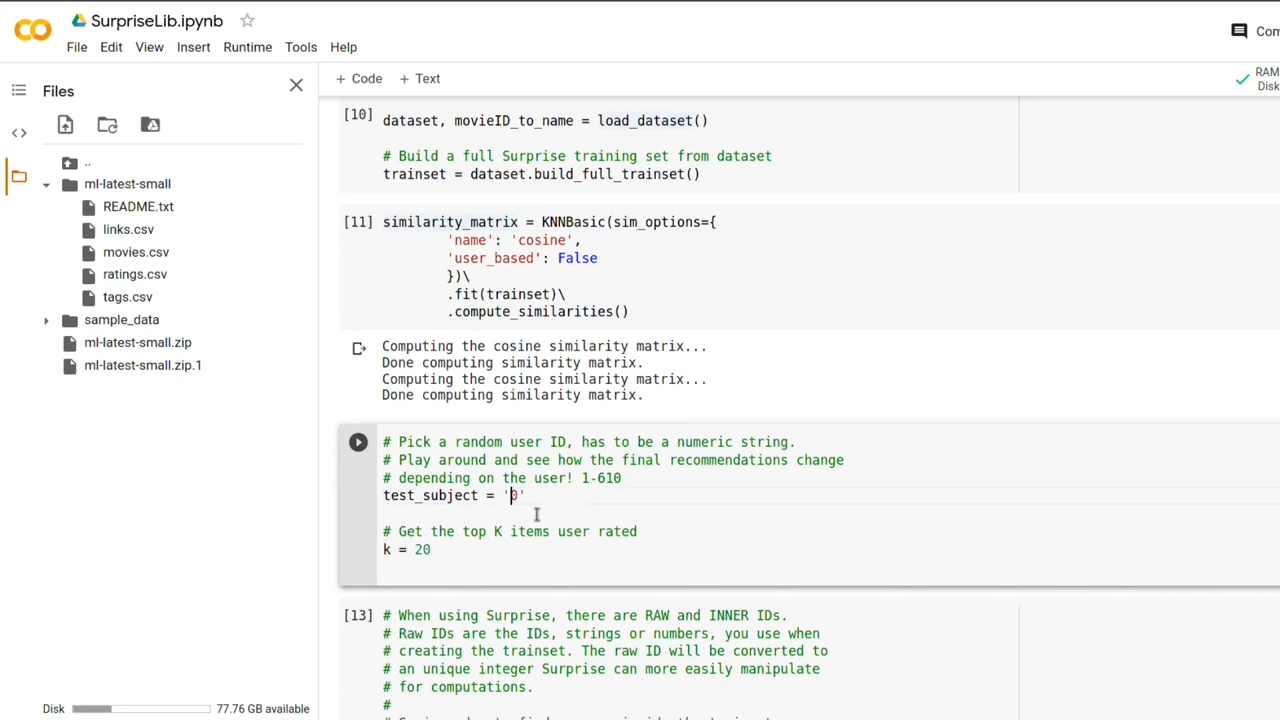 SurpriseLib.ipynb
File Edit View Insert Runtime Tools Help
Com
Files
+ Code + Text
RAM
Disk
..
ml-latest-small
README.txt
links.csv
movies.csv
ratings.csv
tags.csv
sample_data
ml-latest-small.zip
ml-latest-small.zip.1
Disk 77.76 GB available
[10] dataset, movieID_to_name = load_dataset()
# Build a full Surprise training set from dataset
trainset = dataset.build_full_trainset()
[11] similarity_matrix = KNNBasic(sim_options={
'name': 'cosine',
'user_based': False
})\
.fit(trainset)\
.compute_similarities()
Computing the cosine similarity matrix...
Done computing similarity matrix.
Computing the cosine similarity matrix...
Done computing similarity matrix.
# Pick a random user ID, has to be a numeric string.
# Play around and see how the final recommendations change
# depending on the user! 1-610
test_subject = '0'
# Get the top K items user rated
k = 20
[13] # When using Surprise, there are RAW and INNER IDs.
# Raw IDs are the IDs, strings or numbers, you use when
# creating the trainset. The raw ID will be converted to
# an unique integer Surprise can more easily manipulate
# for computations.
#